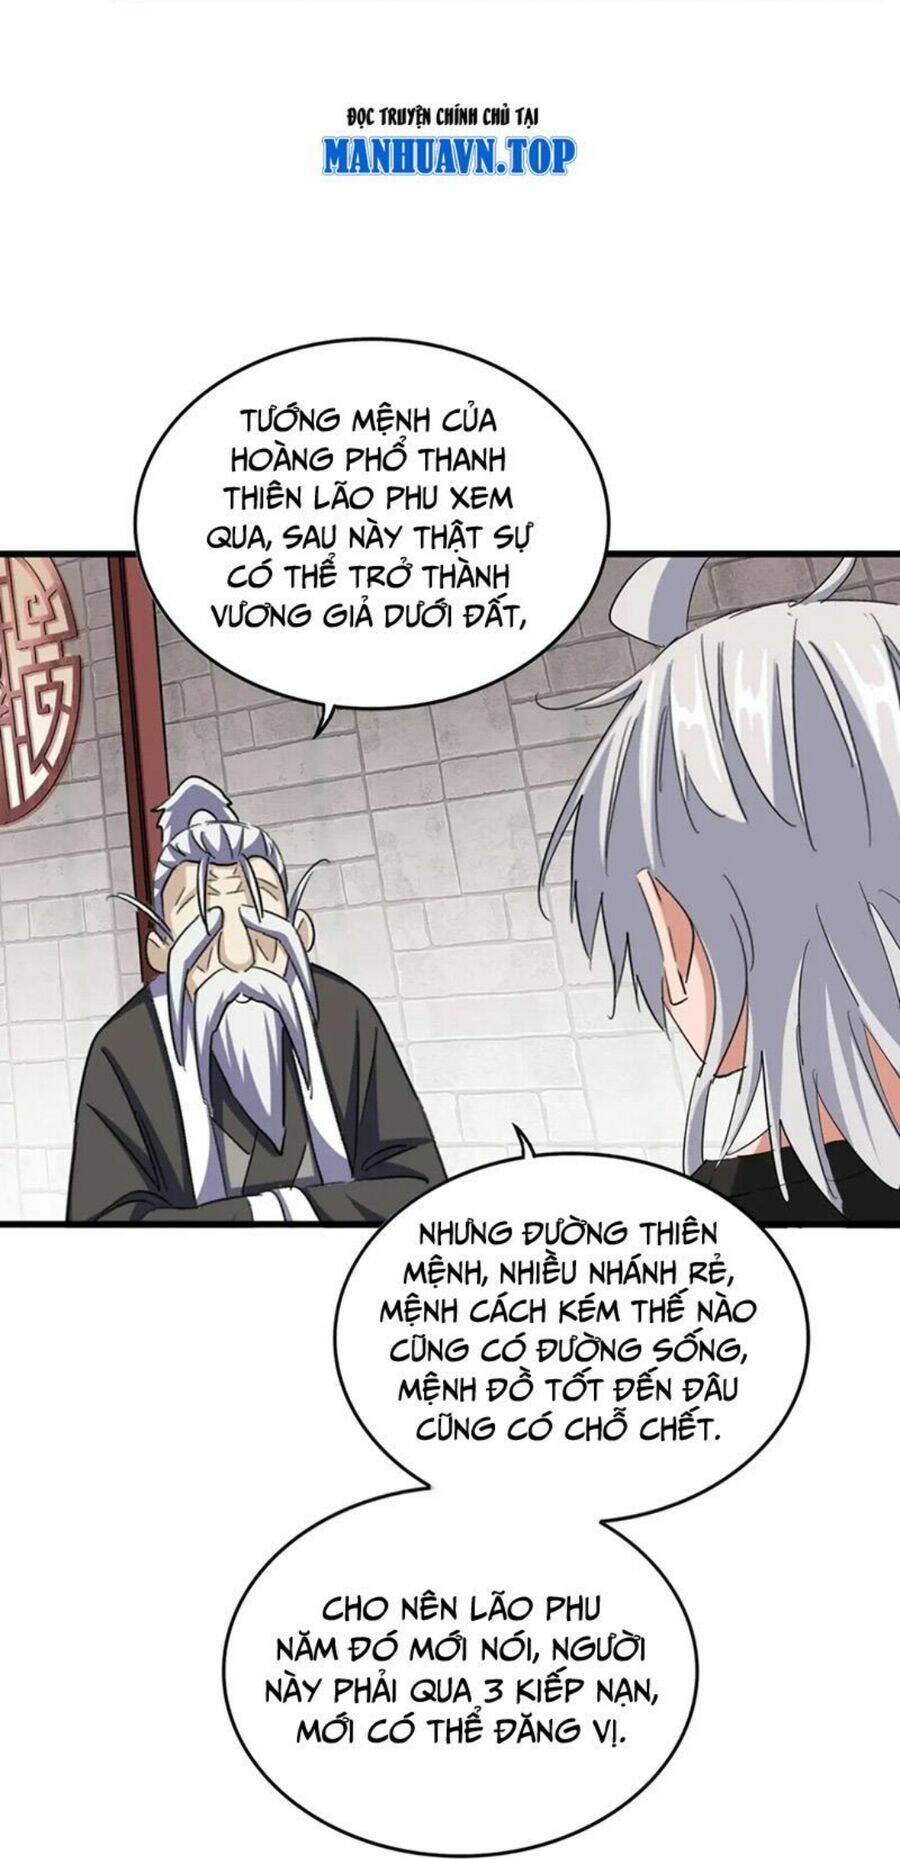 ĐỌC TRUYỆN CHÍNH CHỦ TẠI
MANHUAVN.TOP
TƯỚNG MỆNH CỦA
HOÀNG PHỔ THANH
THIÊN LÃO PHU XEM
QUA, SAU NÀY THẬT SỰ
CÓ THỂ TRỞ THÀNH
VƯƠNG GIẢ DƯỚI ĐẤT,
NHƯNG ĐƯỜNG THIÊN
MỆNH, NHIỀU NHÁNH RẺ,
MỆNH CÁCH KÉM THẾ NÀO
CŨNG CÓ ĐƯỜNG SỐNG,
MỆNH ĐỒ TỐT ĐẾN ĐÂU
CŨNG CÓ CHỖ CHẾT.
CHO NÊN LÃO PHU
NĂM ĐÓ MỚI NÓI, NGƯỜI
NÀY PHẢI QUA 3 KIẾP NẠN,
MỚI CÓ THỂ ĐĂNG VỊ.